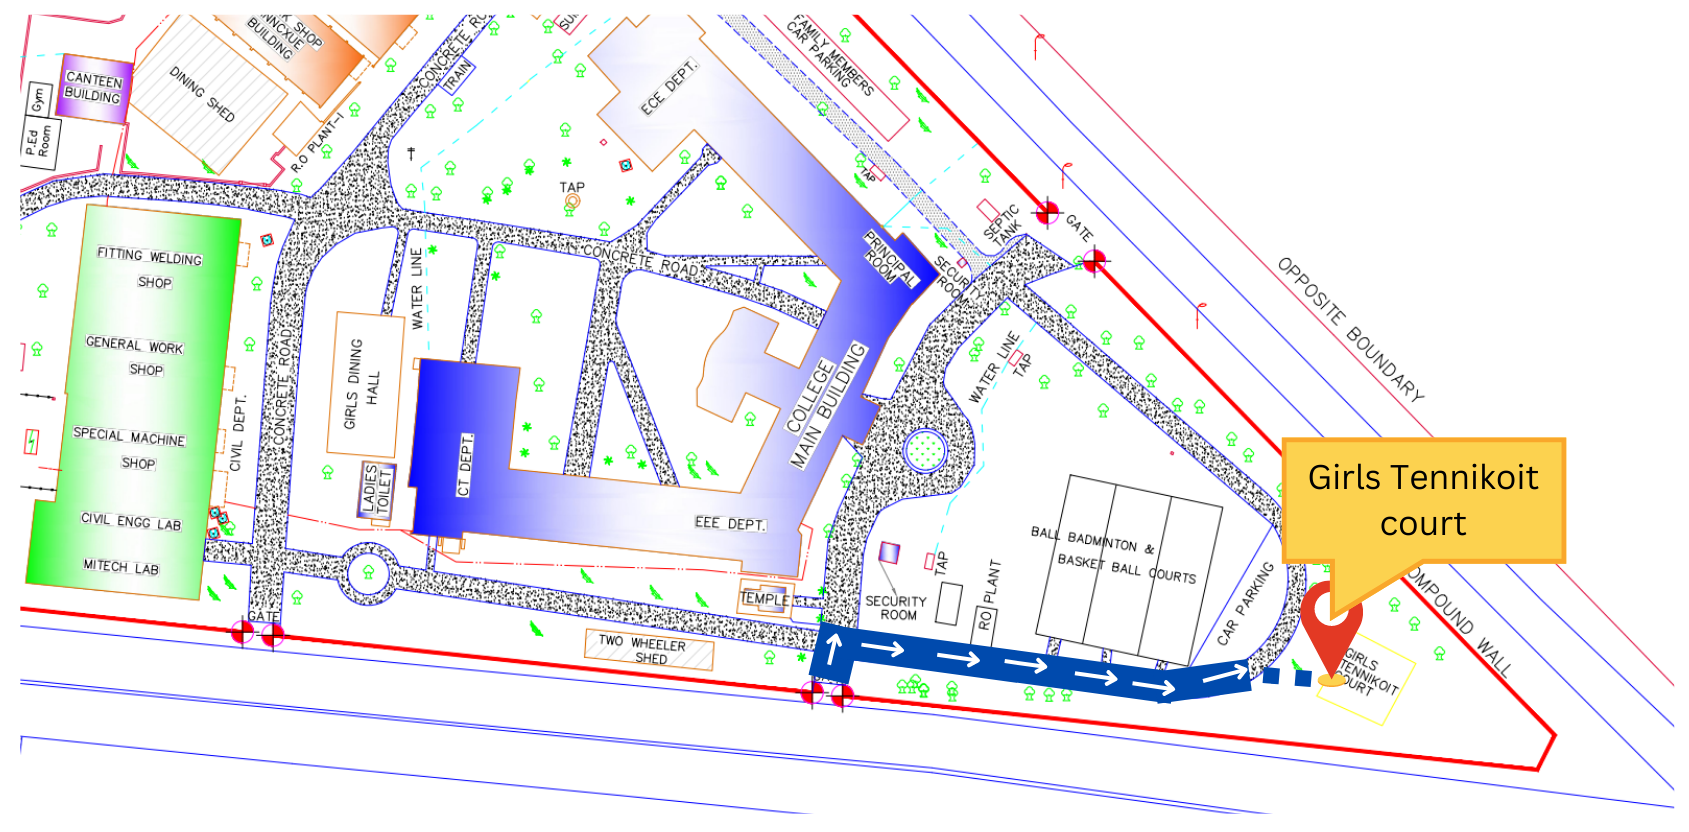 SHOP
ANNCXUE
BUILDING
CONCRETE
TRAIN
FAMILY MEMBERS
CAR PARKING
CANTEEN
BUILDING
DINING SHED
Gym
P.Ed
Room
R.O PLANT-I
ECE DEPT.
TAP
TAP
SEPTIC
TANK
GATE
PRINCIPAL
ROOM
SECURITY
ROOM
OPPOSITE BOUNDARY
FITTING WELDING
SHOP
GENERAL WORK
SHOP
SPECIAL MACHINE
SHOP
CIVIL ENGG LAB
MITECH LAB
CIVIL DEPT.
CONCRETE ROAD
WATER LINE
CONCRETE ROAD
GIRLS DINING
HALL
LADIES
TOILET
CT DEPT.
COLLEGE
MAIN BUILDING
EEE DEPT.
WATER LINE
TAP
BALL BADMINTON &
BASKET BALL COURTS
CAR PARKING
Girls Tennikoit
court
COMPOUND WALL
GIRLS
TENNIKOIT
COURT
TAP
RO PLANT
SECURITY
ROOM
TEMPLE
TWO WHEELER
SHED
GATE